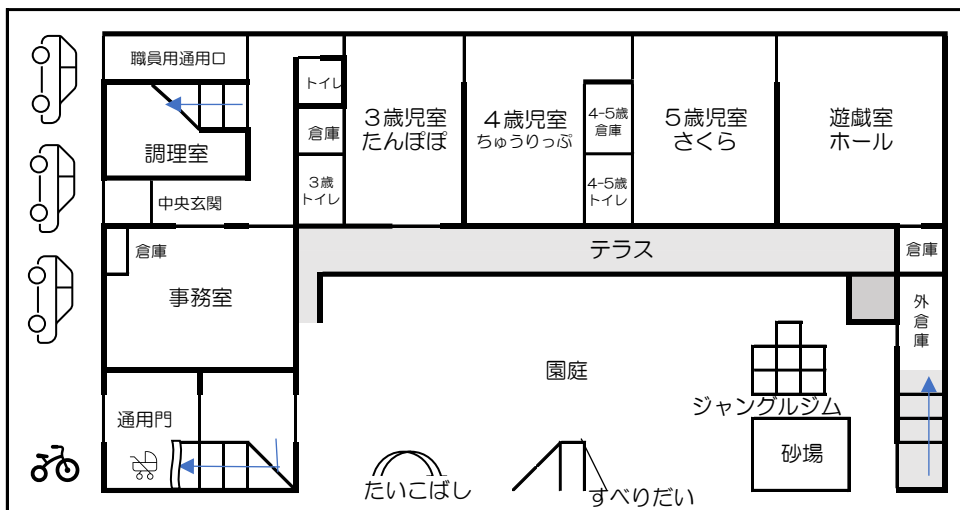 職員用通用口
トイレ
3歳児室
たんぽぽ
4歳児室
ちゅうりっぷ
4-5歳
倉庫
5歳児室
さくら
遊戯室
ホール
調理室
倉庫
3歳
トイレ
4-5歳
トイレ
中央玄関
倉庫
テラス
倉庫
事務室
外
倉
庫
園庭
ジャングルジム
通用門
砂場
たいこばし
すべりだい